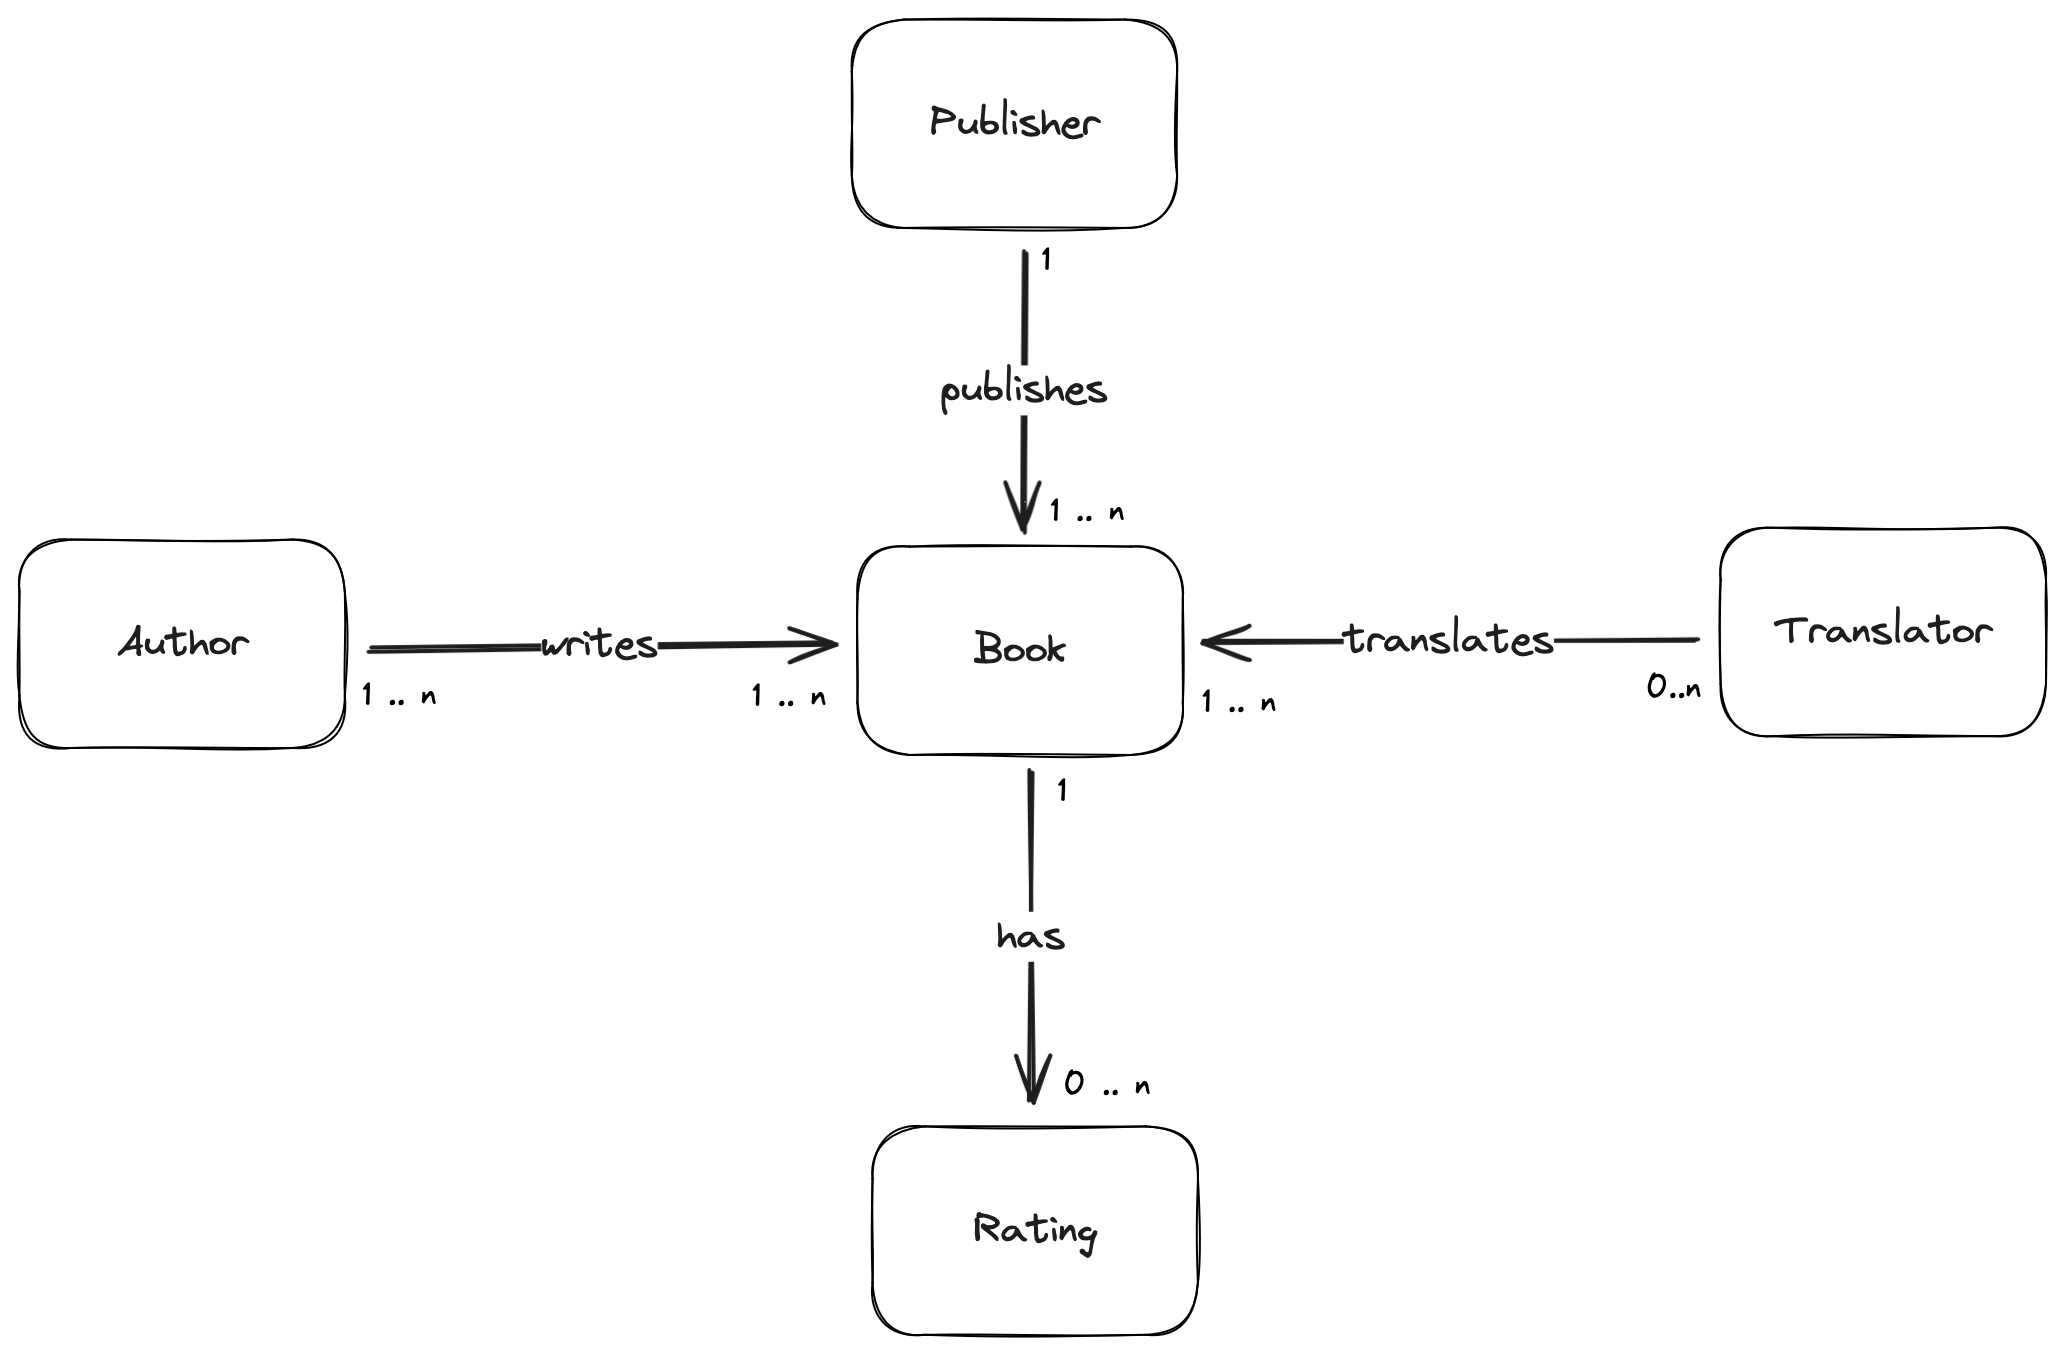 Publisher
1
publishes
1 .. n
Author
writes
1 .. n
1 .. n
Book
translates
1 .. n
0..n
Translator
1
has
0 .. n
Rating